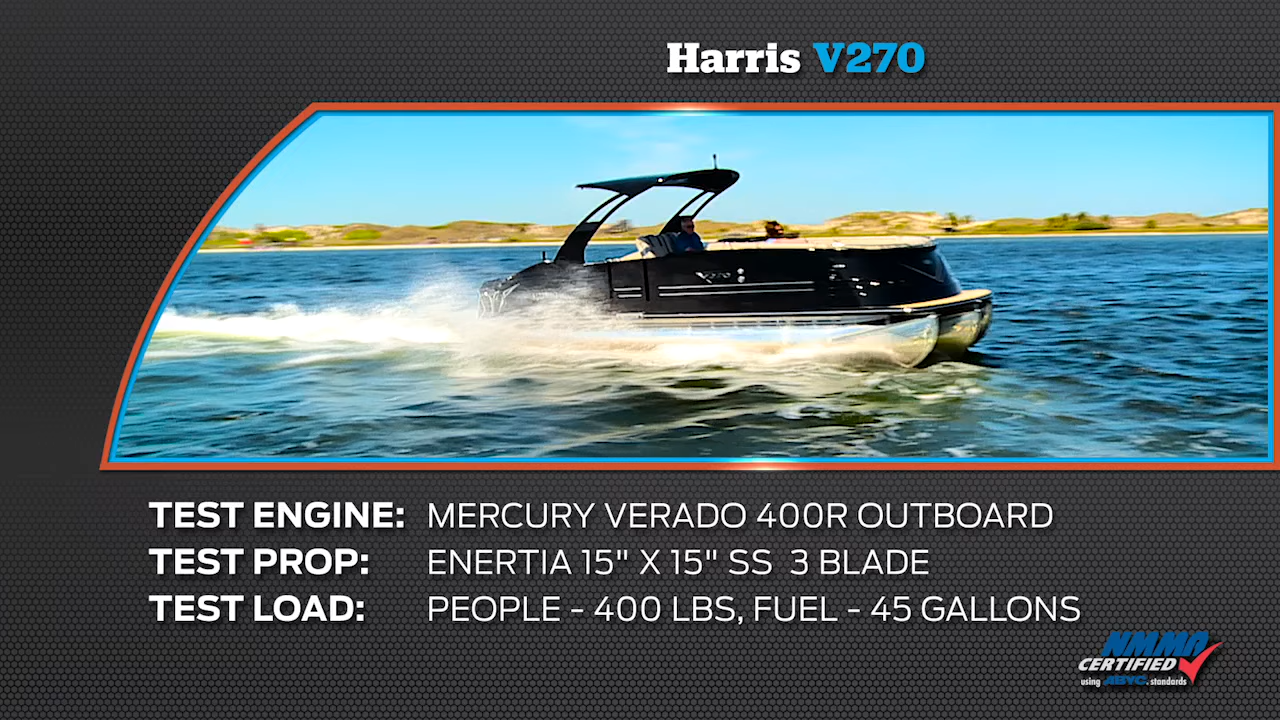 Harris V270
V270
TEST ENGINE: MERCURY VERADO 400R OUTBOARD
TEST PROP: ENERTIA 15" X 15" SS 3 BLADE
TEST LOAD: PEOPLE - 400 LBS, FUEL - 45 GALLONS
NMMA
CERTIFIED
using ABYC. standards